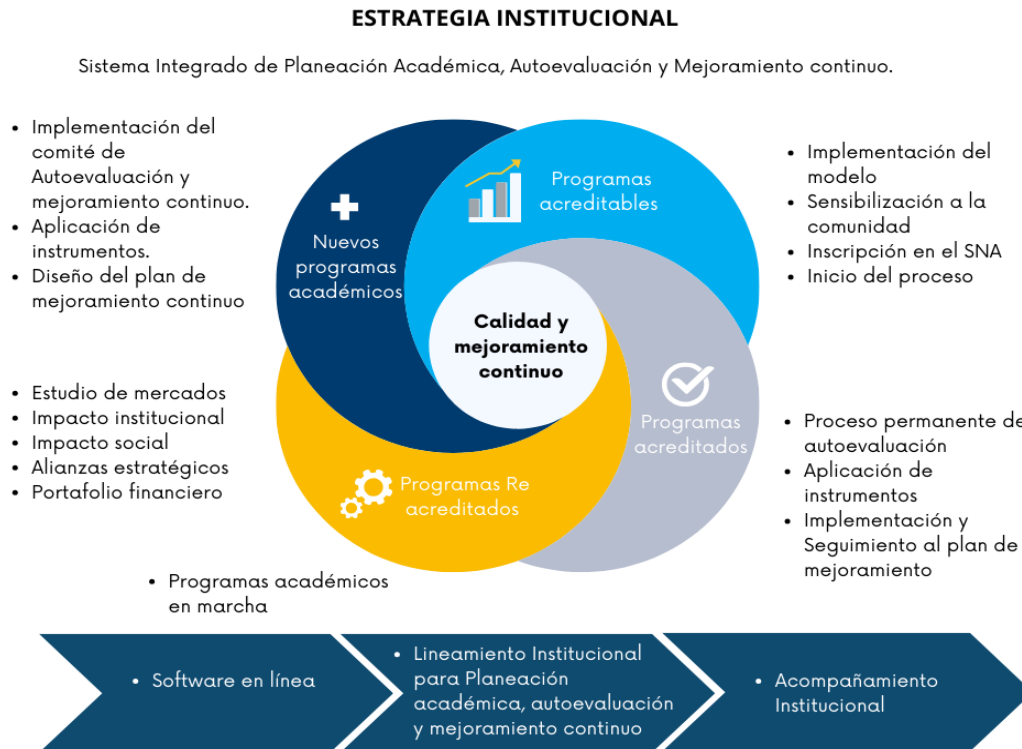 ESTRATEGIA INSTITUCIONAL
Sistema Integrado de Planeación Académica, Autoevaluación y Mejoramiento continuo.
• Implementación del
comité de
Autoevaluación y
mejoramiento continuo.
• Aplicación de
instrumentos.
• Diseño del plan de
mejoramiento continuo
Nuevos
programas
académicos
Programas
acreditables
• Implementación del
modelo
• Sensibilización a la
comunidad
• Inscripción en el SNA
• Inicio del proceso
Calidad y
mejoramiento
continuo
• Estudio de mercados
• Impacto institucional
• Impacto social
• Alianzas estratégicos
• Portafolio financiero
Programas Re
acreditados
Programas
acreditados
• Proceso permanente de
autoevaluación
• Aplicación de
instrumentos
• Implementación y
Seguimiento al plan de
mejoramiento
• Programas académicos
en marcha
• Software en línea
• Lineamiento Institucional
para Planeación
académica, autoevaluación
y mejoramiento continuo
• Acompañamiento
Institucional